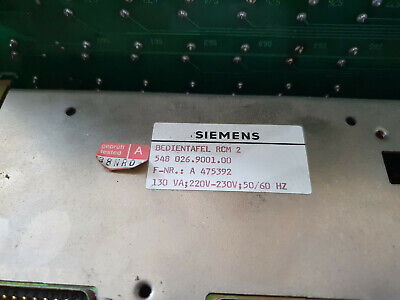 SIEMENS
BEDIENTAFEL RCM 2
548 026.9001.00
F-NR.: A 475392
130 VA;220V-230V;50/60 HZ
geprüft
tested
A